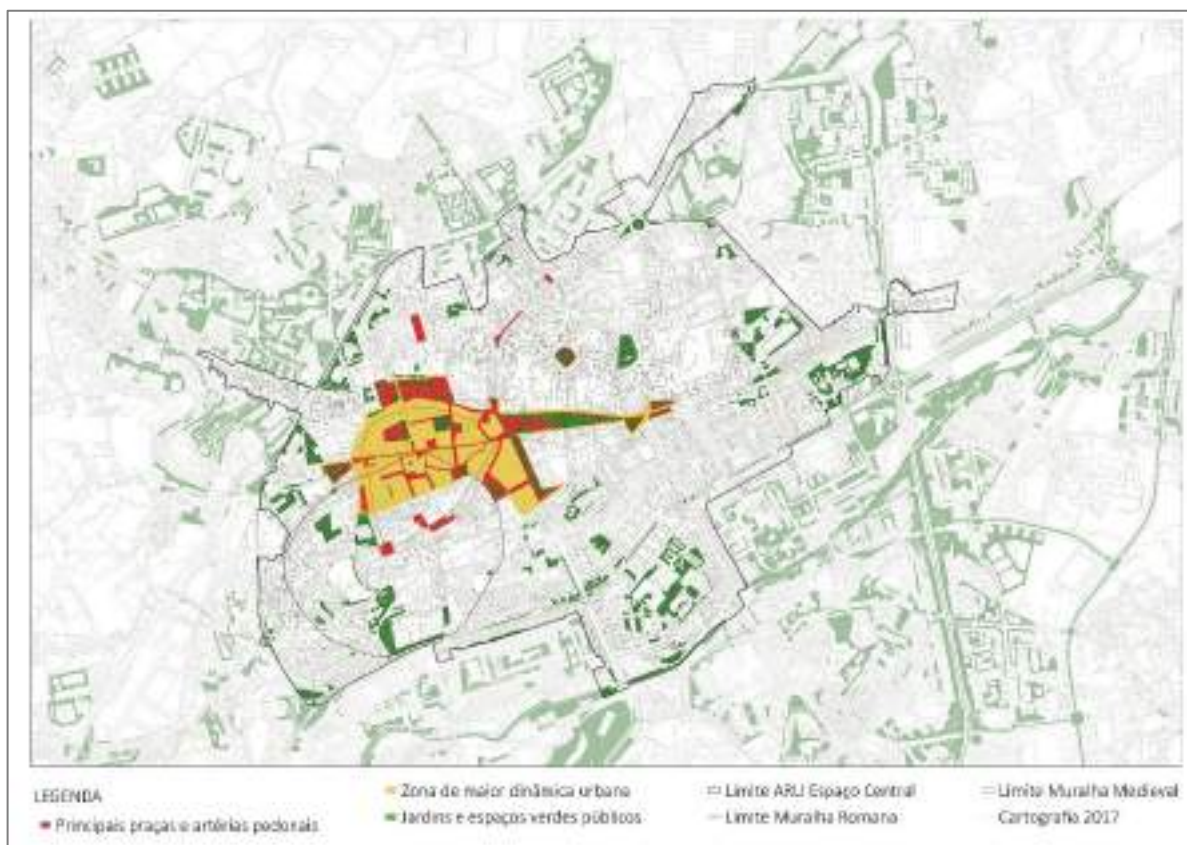 LEGENDA
Principais praças e artérias pedonais
Zona de maior dinâmica urbana
Jardins e espaços verdes públicos
Limite ARU Espaço Central
Limite Muralha Romana
Limite Muralha Medieval
Cartografia 2017